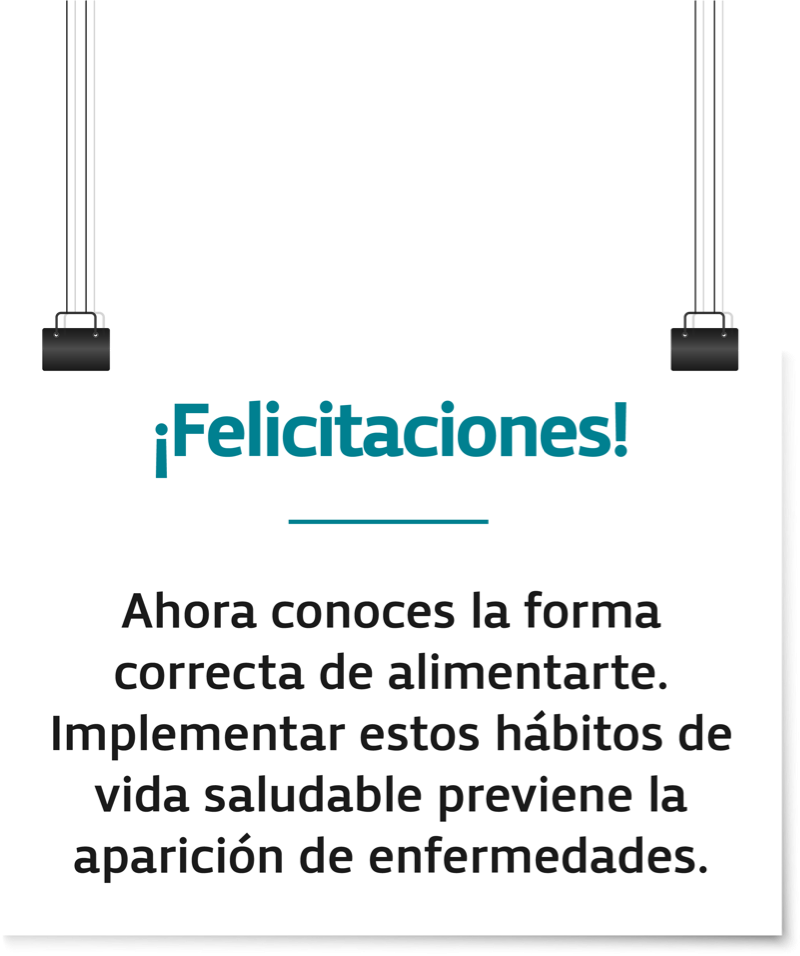 ¡Felicitaciones!
Ahora conoces la forma
correcta de alimentarte.
Implementar estos hábitos de
vida saludable previene la
aparición de enfermedades.